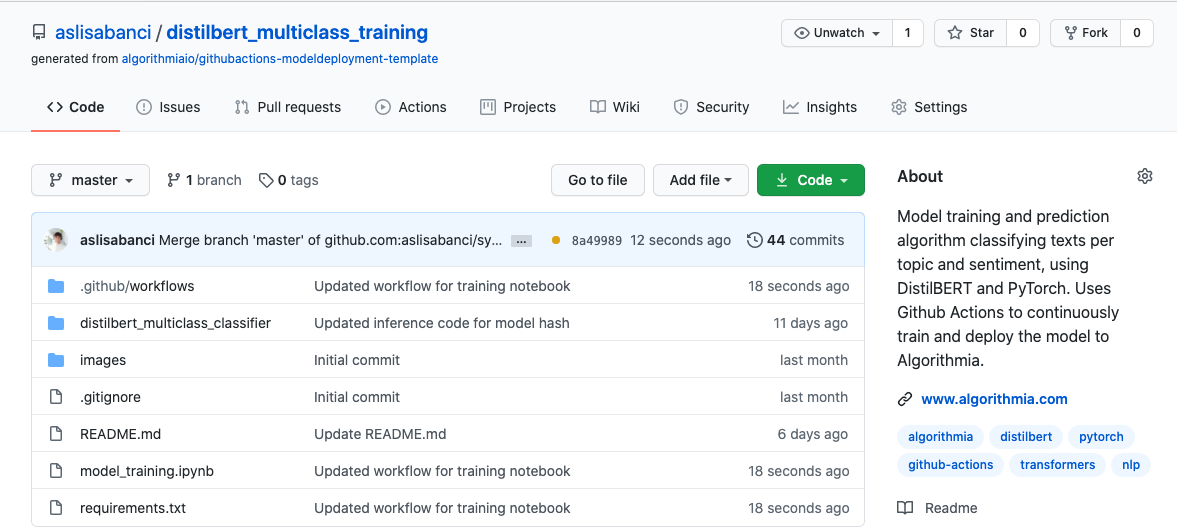 aslisabanci / distilbert_multiclass_training
Unwatch 1 Star 0 Fork 0
generated from algorithmiaio/githubactions-modeldeployment-template
Code Issues Pull requests Actions Projects Wiki Security Insights Settings
master 1 branch 0 tags Go to file Add file Code
aslisabanci Merge branch 'master' of github.com:aslisabanci/sy... ... 8a49989 12 seconds ago 44 commits
.github/workflows Updated workflow for training notebook 18 seconds ago
distilbert_multiclass_classifier Updated inference code for model hash 11 days ago
images Initial commit last month
.gitignore Initial commit last month
README.md Update README.md 6 days ago
model_training.ipynb Updated workflow for training notebook 18 seconds ago
requirements.txt Updated workflow for training notebook 18 seconds ago
About
Model training and prediction
algorithm classifying texts per
topic and sentiment, using
DistilBERT and PyTorch. Uses
Github Actions to continuously
train and deploy the model to
Algorithmia.
www.algorithmia.com
algorithmia distilbert pytorch
github-actions transformers nlp
Readme